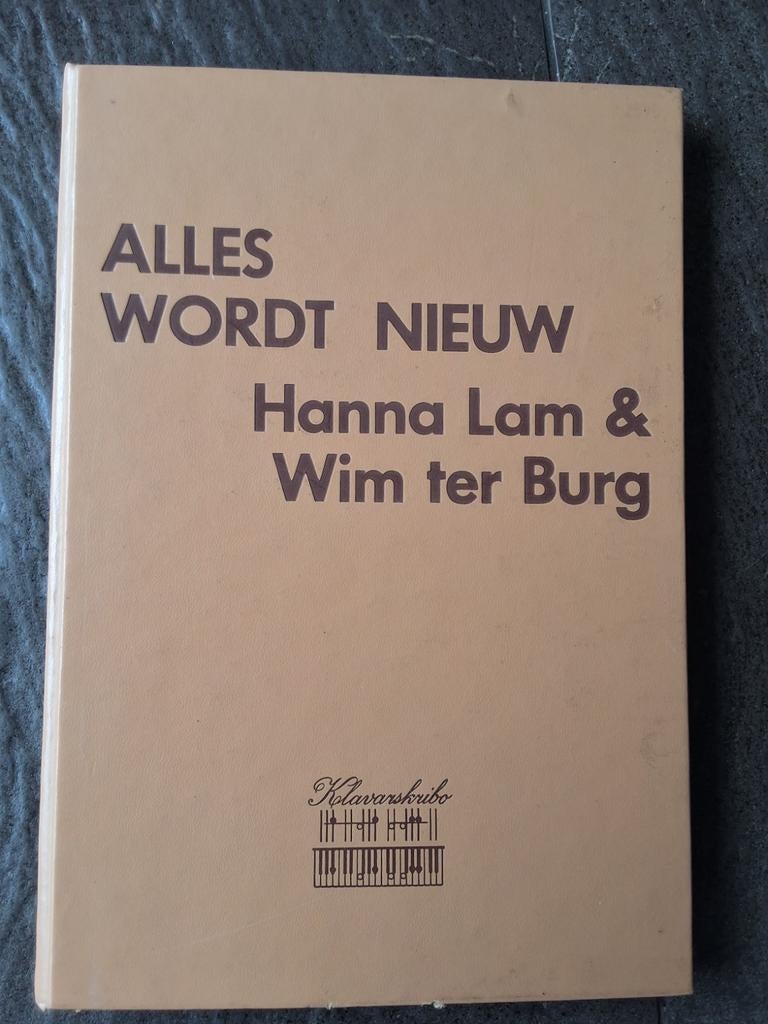 ALLES
WORDT NIEUW
Hanna Lam &
Wim ter Burg
Klavarskribo